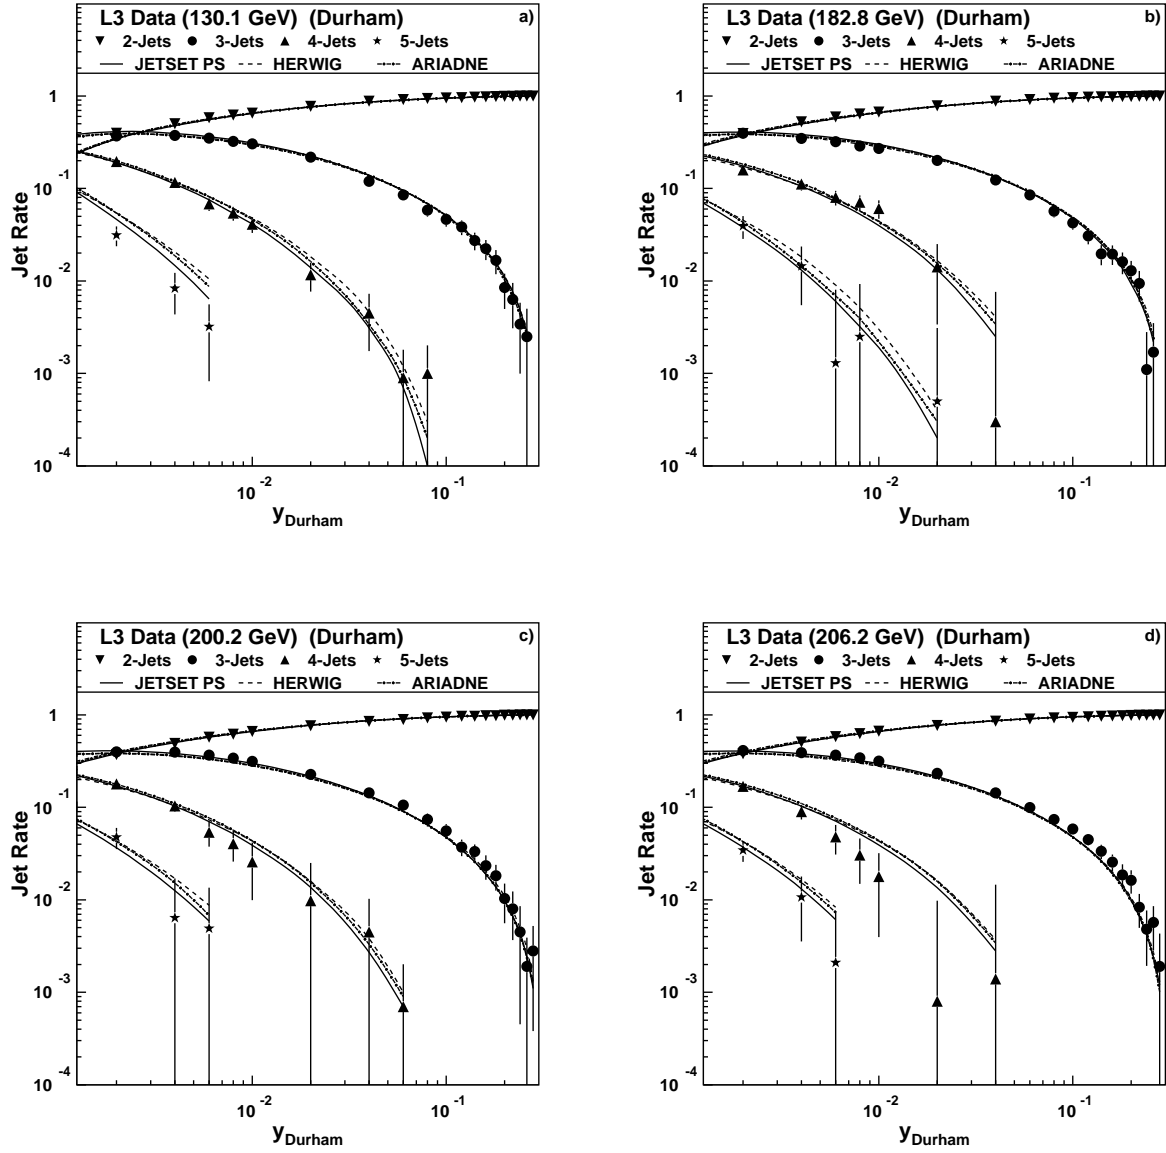 L3 Data (130.1 GeV) (Durham) a)
2-Jets 3-Jets 4-Jets 5-Jets
JETSET PS HERWIG ARIADNE
1
10 -1
10 -2
10 -3
10 -4
Jet Rate
10 -2 10 -1
yDurham
L3 Data (182.8 GeV) (Durham) b)
2-Jets 3-Jets 4-Jets 5-Jets
JETSET PS HERWIG ARIADNE
1
10 -1
10 -2
10 -3
10 -4
Jet Rate
10 -2 10 -1
yDurham
L3 Data (200.2 GeV) (Durham) c)
2-Jets 3-Jets 4-Jets 5-Jets
JETSET PS HERWIG ARIADNE
1
10 -1
10 -2
10 -3
10 -4
Jet Rate
10 -2 10 -1
yDurham
L3 Data (206.2 GeV) (Durham) d)
2-Jets 3-Jets 4-Jets 5-Jets
JETSET PS HERWIG ARIADNE
1
10 -1
10 -2
10 -3
10 -4
Jet Rate
10 -2 10 -1
yDurham